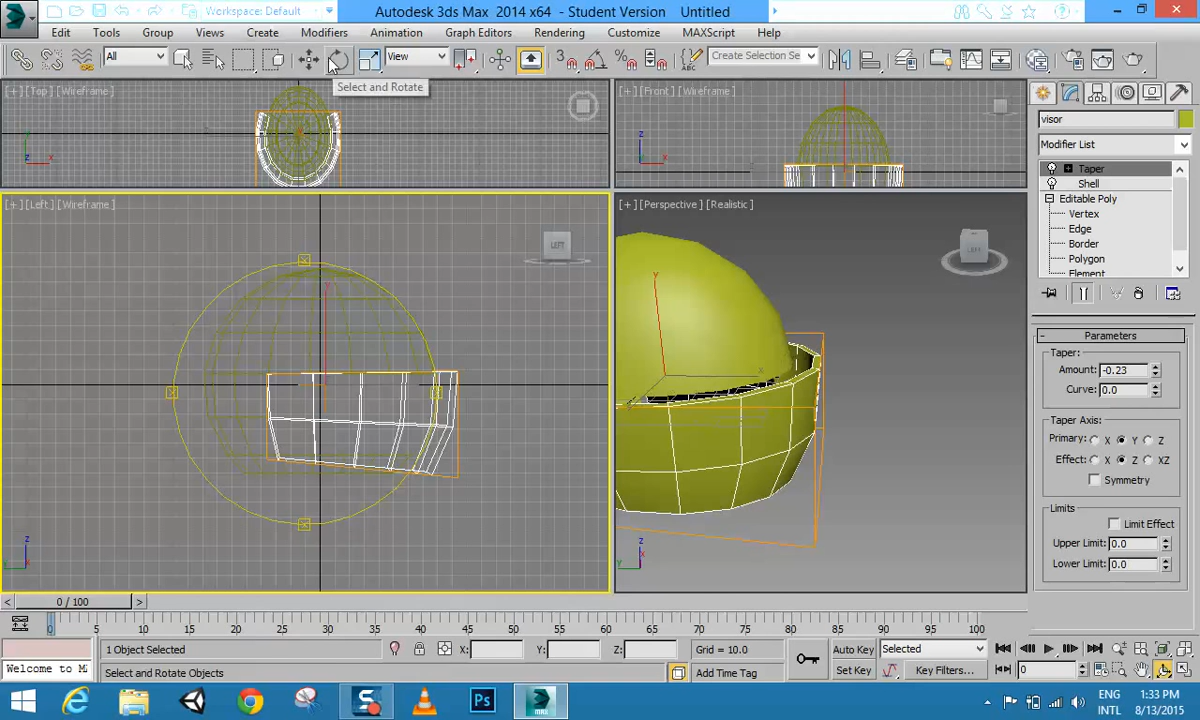 Workspace: Default
Autodesk 3ds Max 2014 x64 - Student Version Untitled
Edit Tools Group Views Create Modifiers Animation Graph Editors Rendering Customize MAXScript Help
All View Create Selection Se
Select and Rotate
[+] [Top] [Wireframe]
[+] [Front] [Wireframe]
visor
Modifier List
Taper
Shell
Editable Poly
Vertex
Edge
Border
Polygon
Element
[+] [Left] [Wireframe]
LEFT
[+] [Perspective] [Realistic]
LEFT
Parameters
Taper:
Amount: -0.23
Curve: 0.0
Taper Axis:
Primary: X Y Z
Effect: X Z XZ
Symmetry
Limits
Limit Effect
Upper Limit: 0.0
Lower Limit: 0.0
0 / 100
0 5 10 15 20 25 30 35 40 45 50 55 60 65 70 75 80 85 90 95 100
1 Object Selected X: Y: Z: Grid = 10.0 Auto Key Selected
Welcome to MA Select and Rotate Objects Add Time Tag Set Key Key Filters... 0
ENG 1:33 PM
INTL 8/13/2015